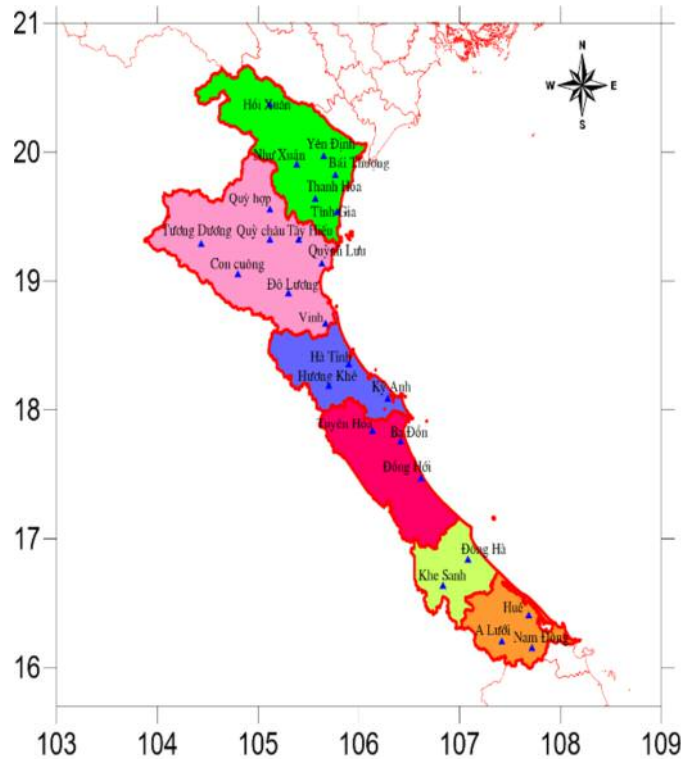 21
N
W E
S
20
19
18
17
16
Hồi Xuân
Yên Định
Như Xuân
Bái Thượng
Thanh Hóa
Tĩnh Gia
Quỳ hợp
Tương Dương
Quỳ châu
Tây Hiếu
Quỳnh Lưu
Con cuông
Đô Lương
Vinh
Hà Tĩnh
Hương Khê
Kỳ Anh
Tuyên Hóa
Ba Đồn
Đồng Hới
Đông Hà
Khe Sanh
Huế
A Lưới
Nam Đông
103 104 105 106 107 108 109